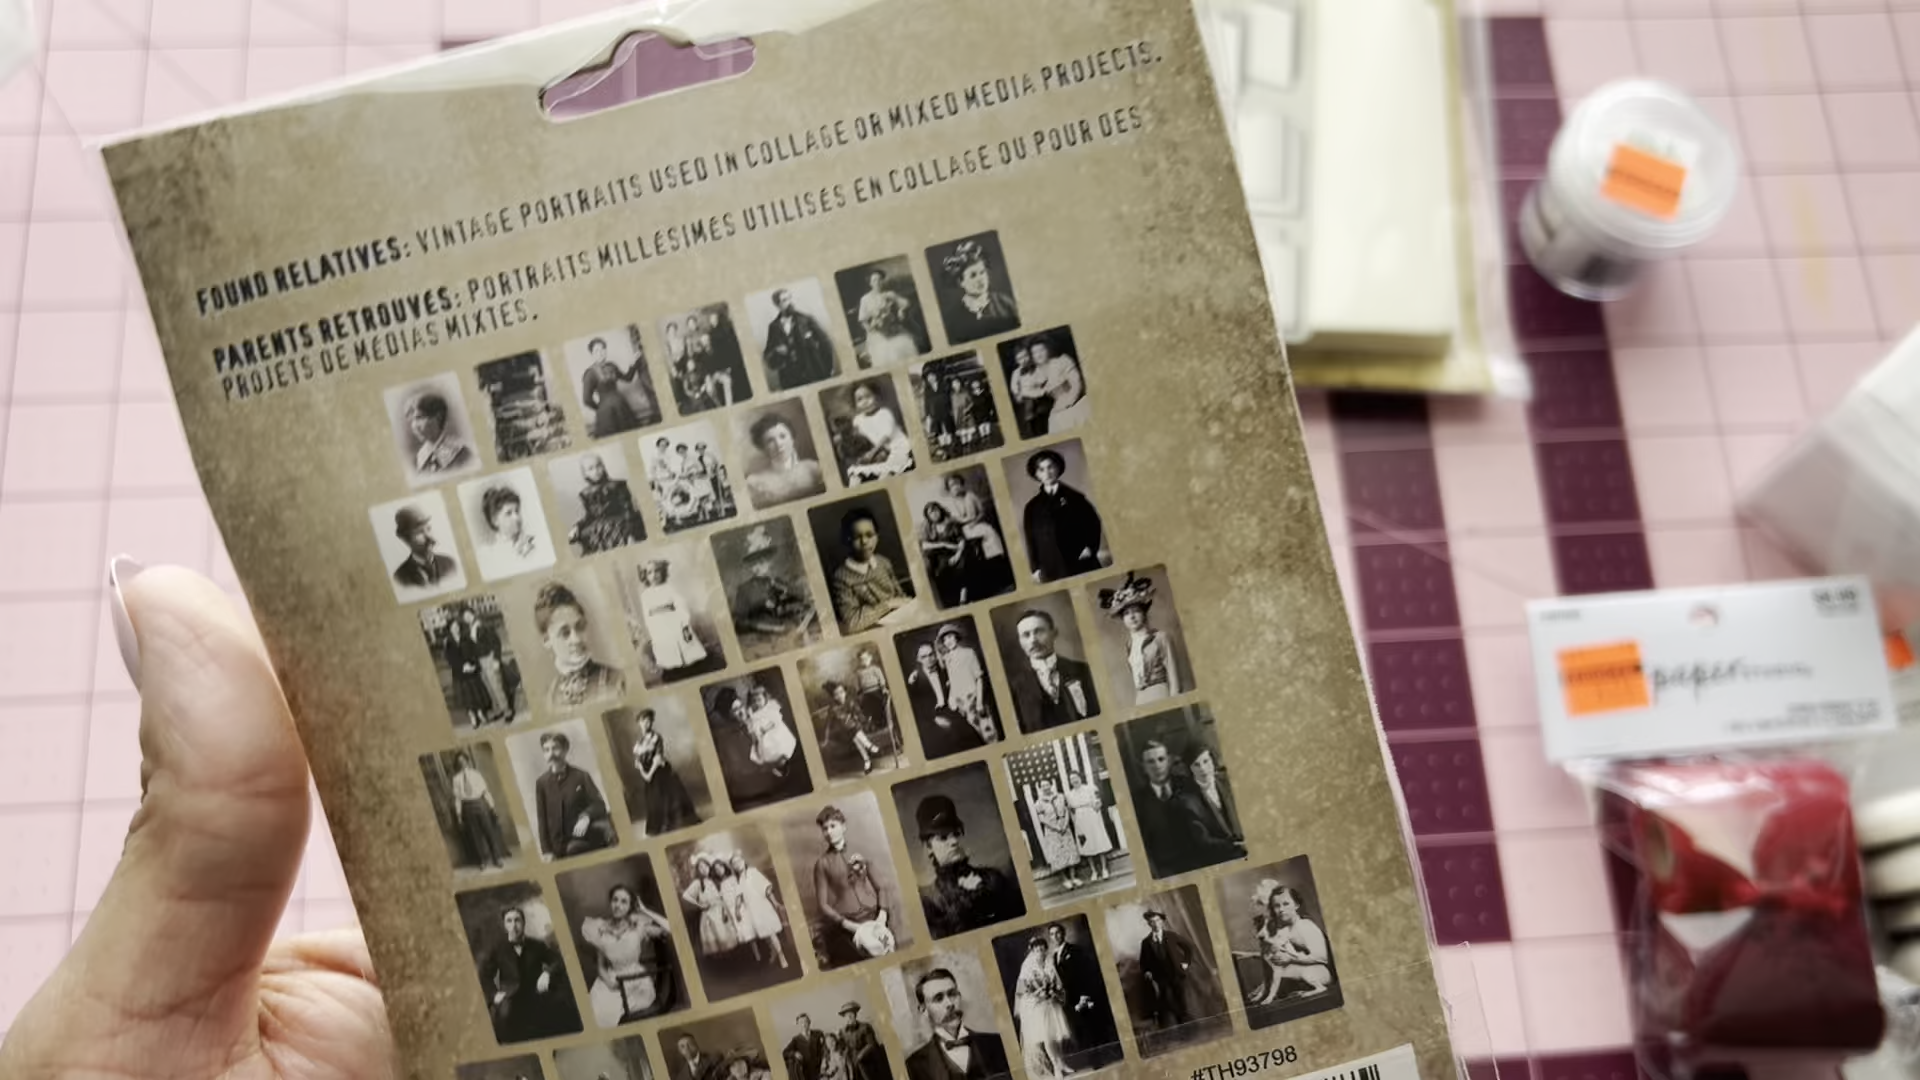 FOUND RELATIVES: VINTAGE PORTRAITS USED IN COLLAGE OR MIXED MEDIA PROJECTS.
PARENTS RETROUVES: PORTRAITS MILLESIMES UTILISES EN COLLAGE OU POUR DES
PROJETS DE MEDIAS MIXTES.
#TH93798
paper